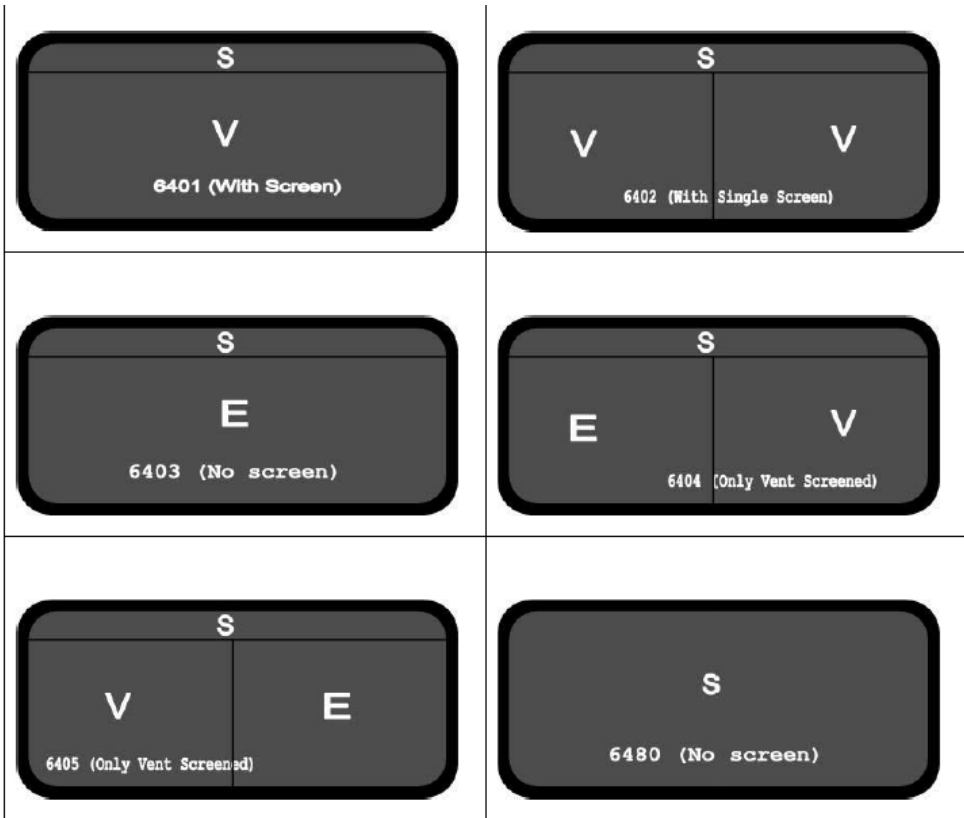 S
V
6401 (With Screen)
S
V V
6402 (With Single Screen)
S
E
6403 (No screen)
S
E V
6404 (Only Vent Screened)
S
V E
6405 (Only Vent Screened)
S
6480 (No screen)